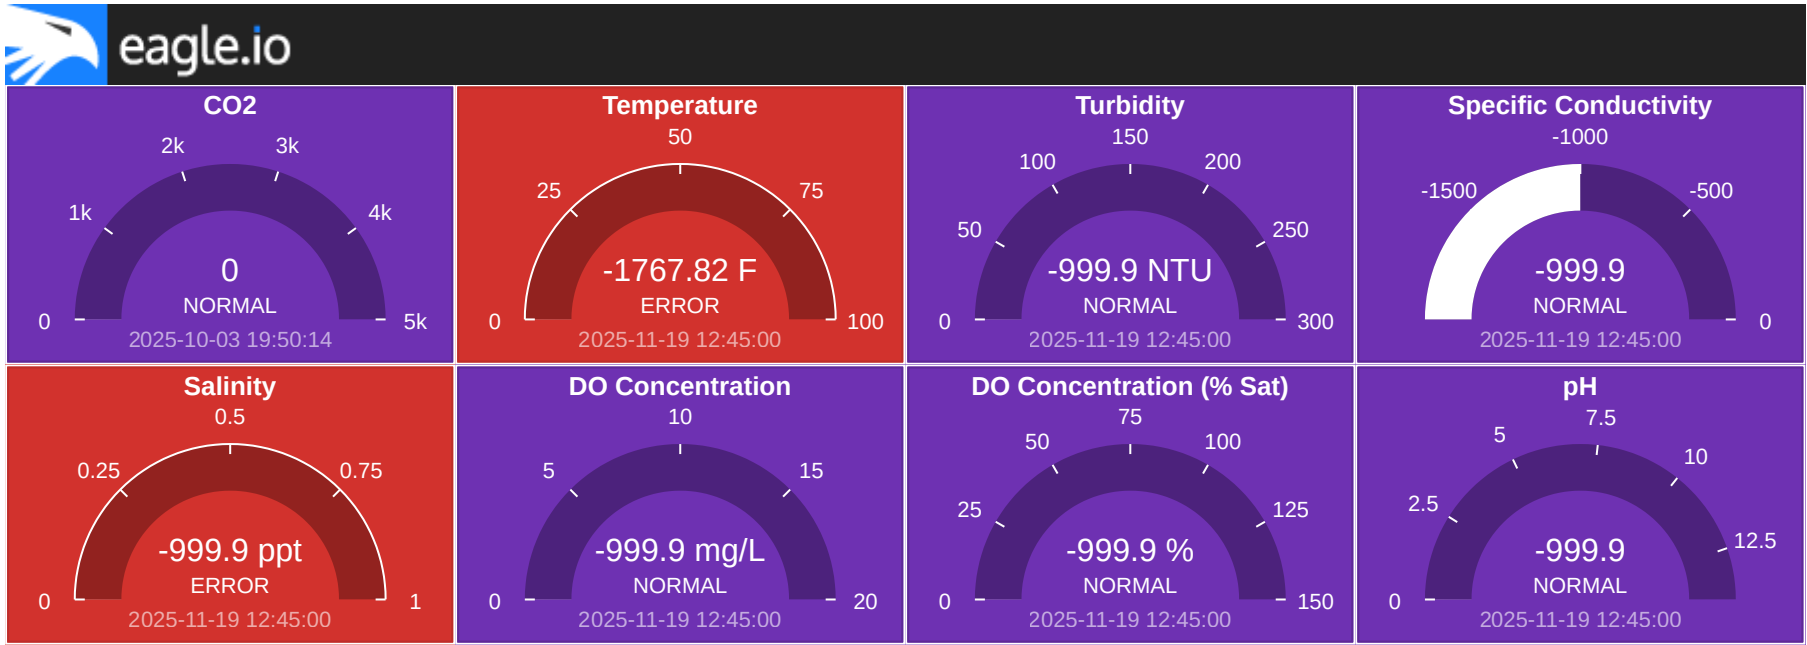 eagle.io
CO2
2k 3k
1k 4k
0
NORMAL
0 5k
2025-10-03 19:50:14
Temperature
50
25 75
-1767.82 F
ERROR
0 100
2025-11-19 12:45:00
Turbidity
150
100 200
50 250
-999.9 NTU
NORMAL
0 300
2025-11-19 12:45:00
Specific Conductivity
-1000
-1500 -500
-999.9
NORMAL
0
2025-11-19 12:45:00
Salinity
0.5
0.25 0.75
-999.9 ppt
ERROR
0 1
2025-11-19 12:45:00
DO Concentration
10
5 15
-999.9 mg/L
NORMAL
0 20
2025-11-19 12:45:00
DO Concentration (% Sat)
75
50 100
25 125
-999.9 %
NORMAL
0 150
2025-11-19 12:45:00
pH
7.5
5 10
2.5 12.5
-999.9
NORMAL
0
2025-11-19 12:45:00